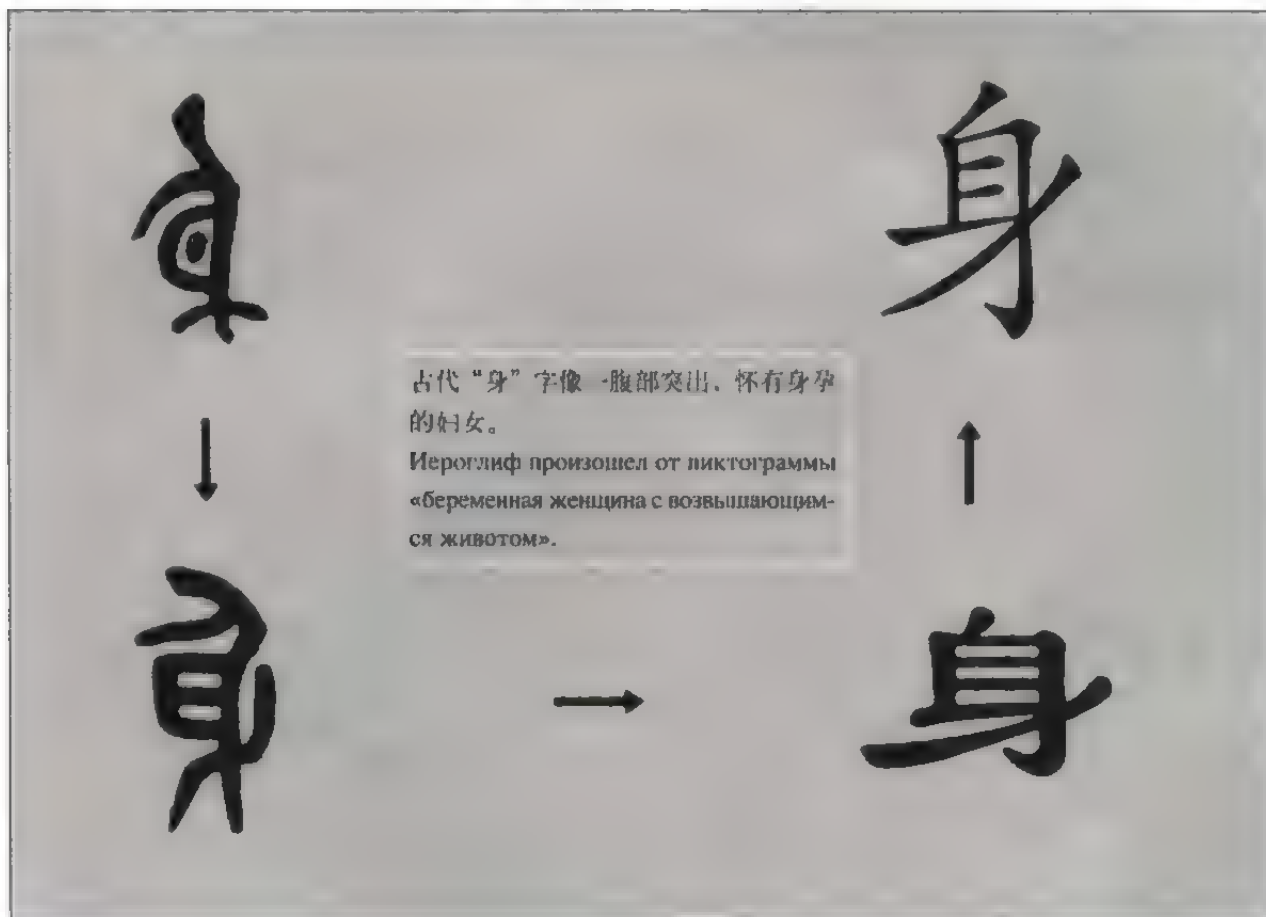 身
古代“身”字像一腹部突出、怀有身孕
的妇女。
Иероглиф произошел от пиктограммы
«беременная женщина с возвышающим-
ся животом».
身